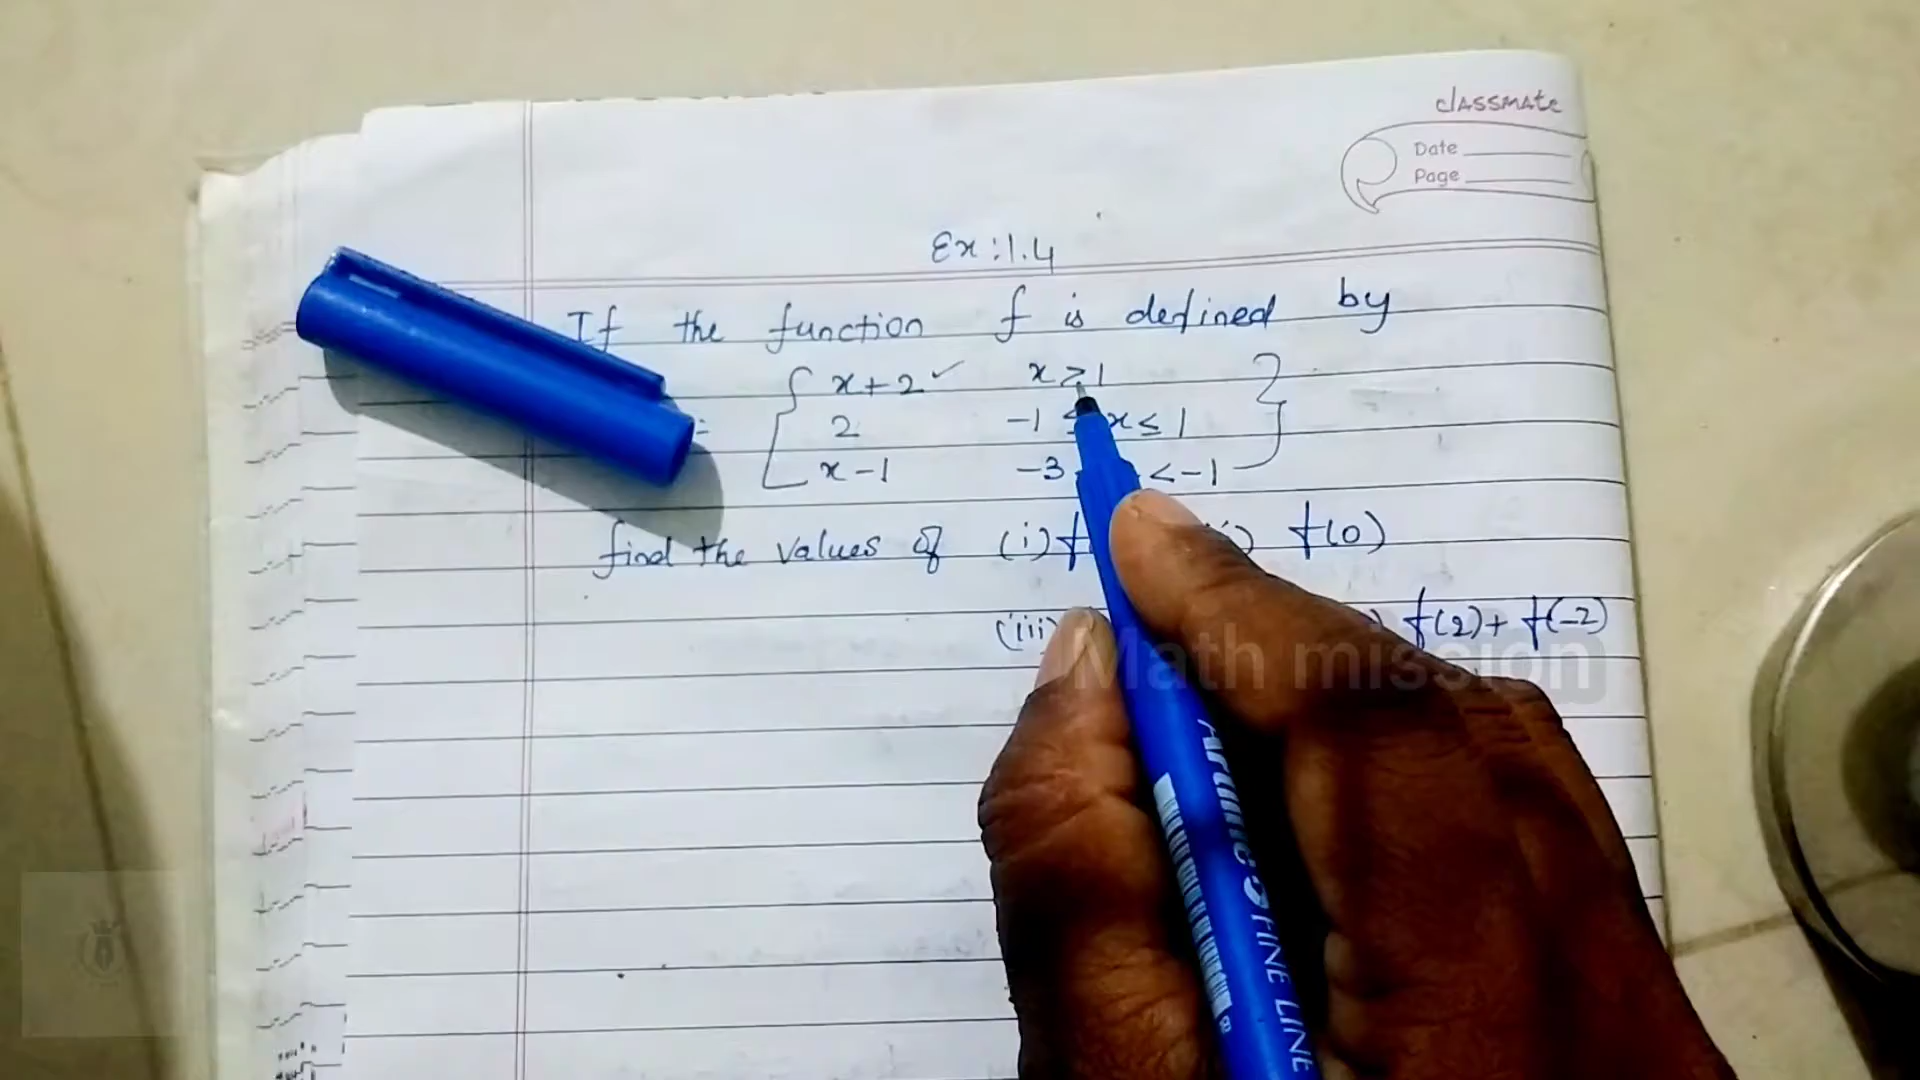 classmate
Date
Page
Ex:1.4
If the function f is defined by
x+2 ✓ x>1
= 2 -1 ≤ x ≤ 1
x-1 -3 < -1
find the values of (i) f f(0)
(iii) f(2)+ f(-2)
Math mission
Artline
FINE LINE